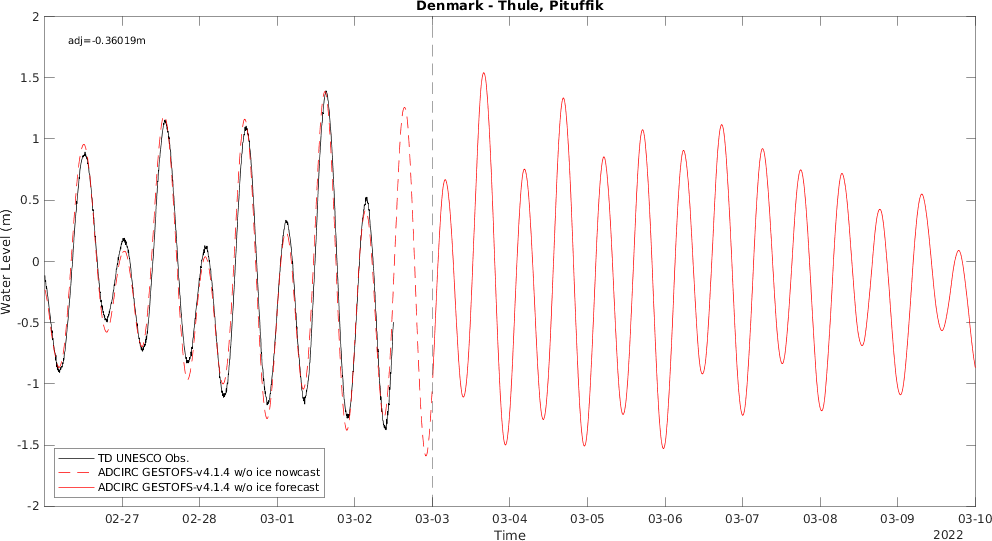 Denmark - Thule, Pituffik
adj=-0.36019m
Water Level (m)
2
1.5
1
0.5
0
-0.5
-1
-1.5
-2
TD UNESCO Obs.
ADCIRC GESTOFS-v4.1.4 w/o ice nowcast
ADCIRC GESTOFS-v4.1.4 w/o ice forecast
02-27 02-28 03-01 03-02 03-03 03-04 03-05 03-06 03-07 03-08 03-09 03-10
Time
2022